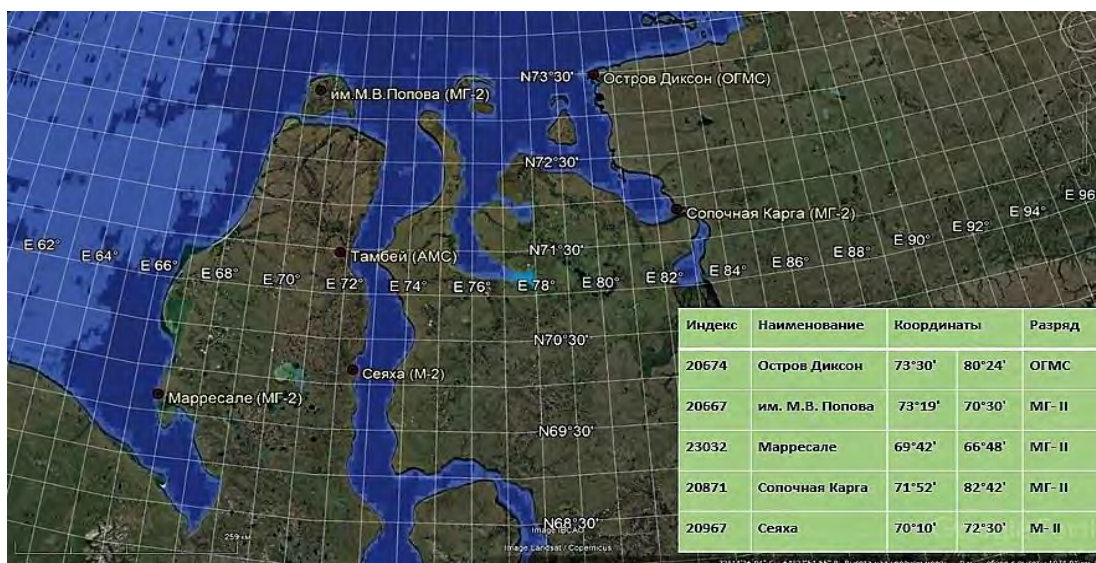 N73°30'
Остров Диксон (ОГМС)
им.М.В.Попова (МГ-2)
N72°30'
Сопочная Карга (МГ-2)
E 96°
E 94°
E 92°
E 90°
E 88°
E 86°
E 84°
E 82°
E 80°
E 78°
E 76°
E 74°
E 72°
E 70°
E 68°
E 66°
E 64°
E 62°
N71°30'
Тамбей (АМС)
N70°30'
Сеяха (М-2)
Марресале (МГ-2)
N69°30'
N68°30'
Индекс Наименование Координаты Разряд
20674 Остров Диксон 73°30' 80°24' ОГМС
20667 им. М.В. Попова 73°19' 70°30' МГ- II
23032 Марресале 69°42' 66°48' МГ- II
20871 Сопочная Карга 71°52' 82°42' МГ- II
20967 Сеяха 70°10' 72°30' М- II
259 км
Image IBCAO
Image Landsat / Copernicus